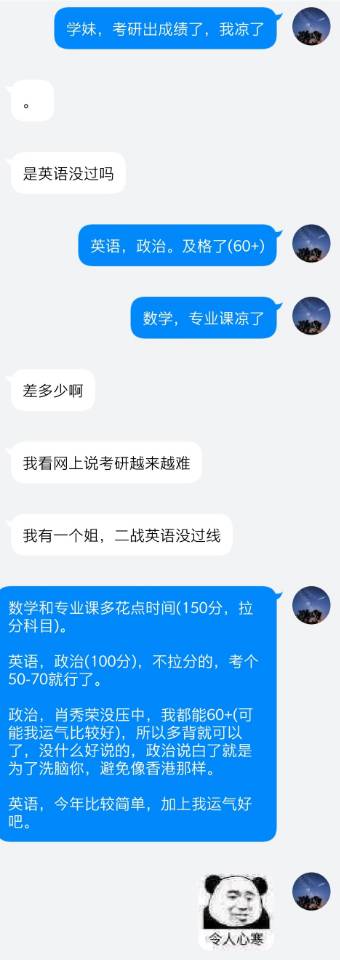 学妹，考研出成绩了，我凉了
。
是英语没过吗
英语，政治。及格了(60+)
数学，专业课凉了
差多少啊
我看网上说考研越来越难
我有一个姐，二战英语没过线
数学和专业课多花点时间(150分，拉
分科目)。
英语，政治(100分)，不拉分的，考个
50-70就行了。
政治，肖秀荣没压中，我都能60+(可
能我运气比较好)，所以多背就可以
了，没什么好说的，政治说白了就是
为了洗脑你，避免像香港那样。
英语，今年比较简单，加上我运气好
吧。
令人心寒